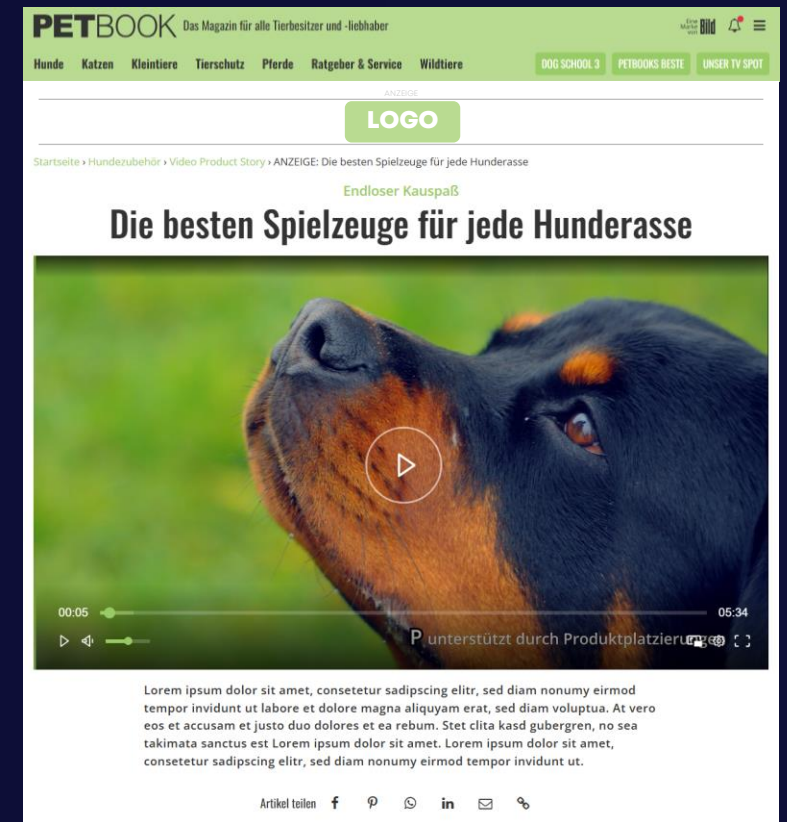 PETBOOK Das Magazin für alle Tierbesitzer und -liebhaber Eine Marke von Bild
Hunde Katzen Kleintiere Tierschutz Pferde Ratgeber & Service Wildtiere DOG SCHOOL 3 PETBOOKS BESTE UNSER TV SPOT
ANZEIGE
LOGO
Startseite › Hundezubehör › Video Product Story › ANZEIGE: Die besten Spielzeuge für jede Hunderasse
Endloser Kauspaß
Die besten Spielzeuge für jede Hunderasse
00:05 05:34
P unterstützt durch Produktplatzierungen
Lorem ipsum dolor sit amet, consetetur sadipscing elitr, sed diam nonumy eirmod
tempor invidunt ut labore et dolore magna aliquyam erat, sed diam voluptua. At vero
eos et accusam et justo duo dolores et ea rebum. Stet clita kasd gubergren, no sea
takimata sanctus est Lorem ipsum dolor sit amet. Lorem ipsum dolor sit amet,
consetetur sadipscing elitr, sed diam nonumy eirmod tempor invidunt ut.
Artikel teilen